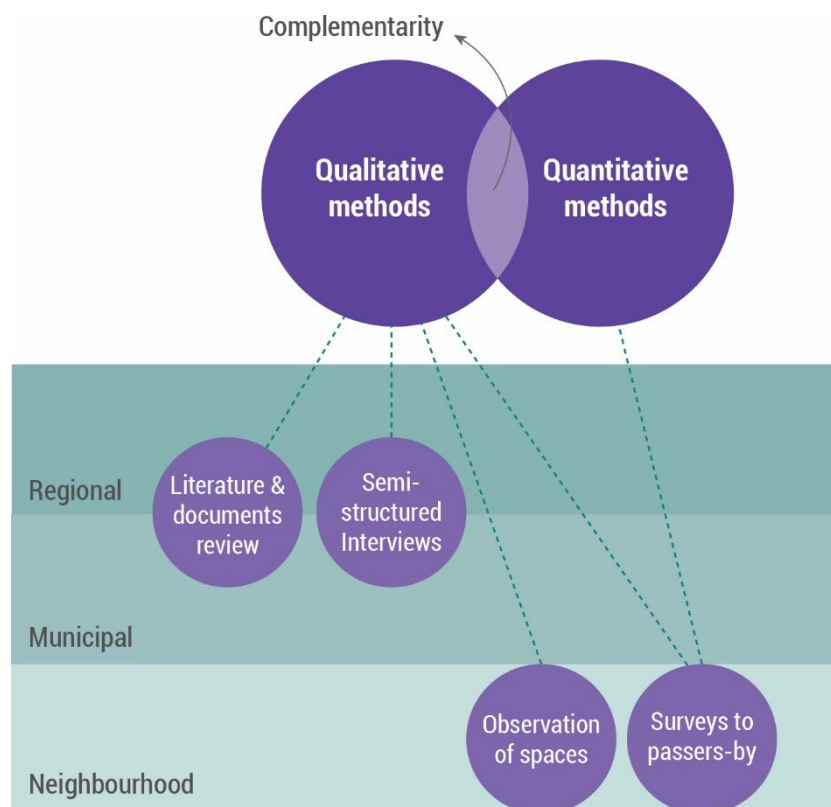 Complementarity
Qualitative
methods
Quantitative
methods
Regional
Literature &
documents
review
Semi-
structured
Interviews
Municipal
Observation
of spaces
Surveys to
passers-by
Neighbourhood